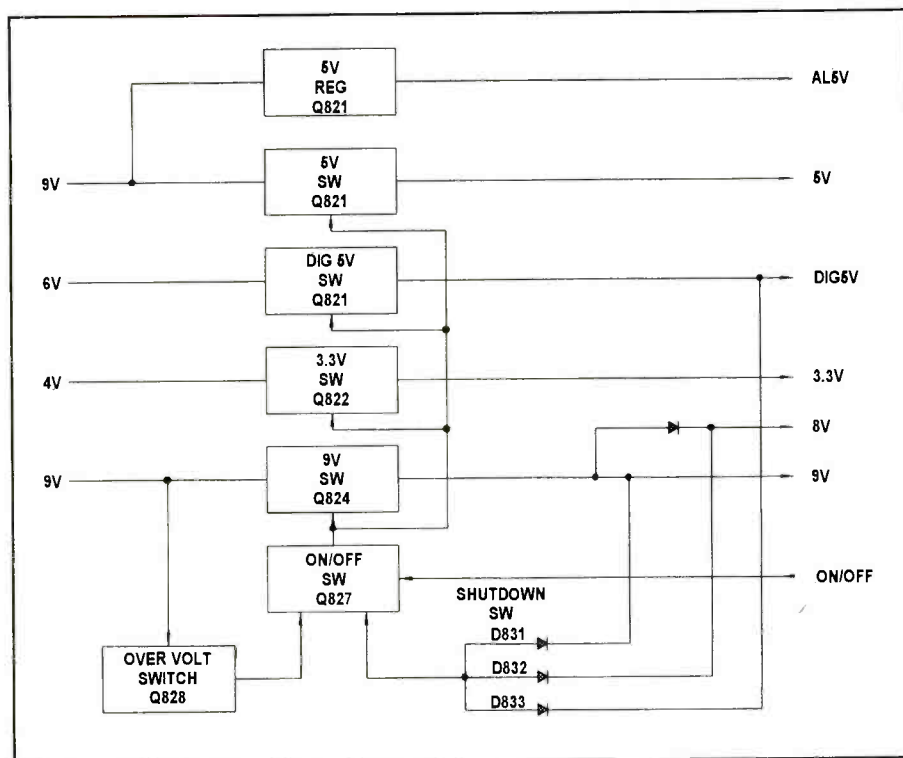 5V
REG
Q821
AL5V
9V
5V
SW
Q821
5V
6V
DIG 5V
SW
Q821
DIG5V
4V
3.3V
SW
Q822
3.3V
8V
9V
9V
SW
Q824
9V
ON/OFF
SW
Q827
ON/OFF
SHUTDOWN
SW
D831
D832
D833
OVER VOLT
SWITCH
Q828